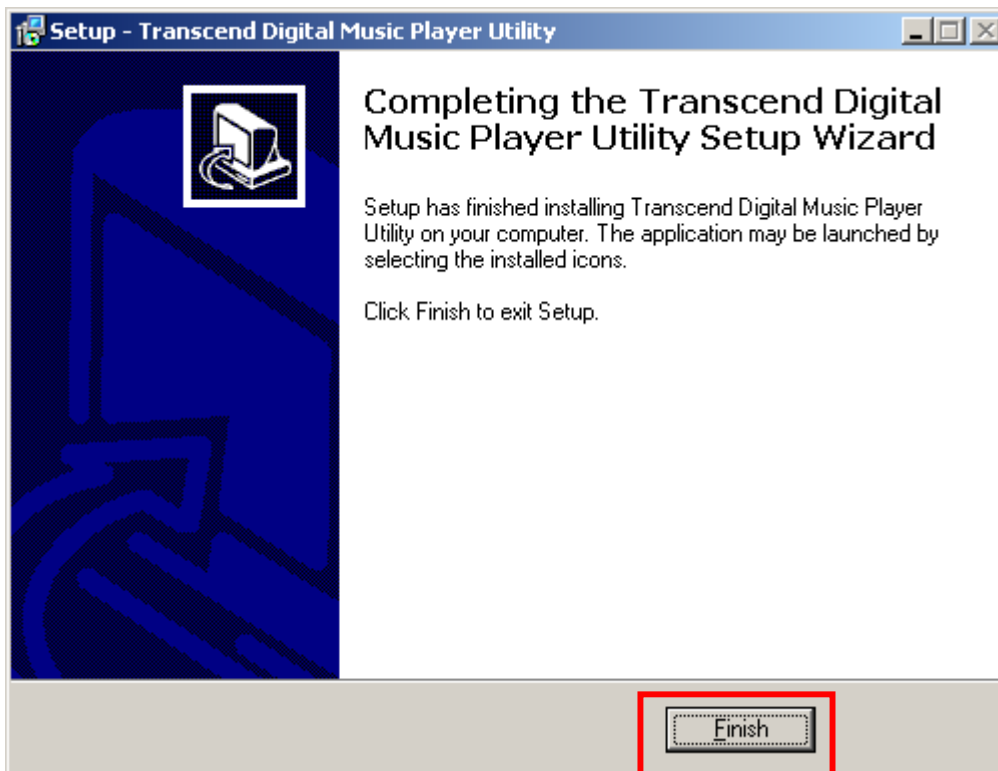 Setup - Transcend Digital Music Player Utility
Completing the Transcend Digital
Music Player Utility Setup Wizard
Setup has finished installing Transcend Digital Music Player
Utility on your computer. The application may be launched by
selecting the installed icons.
Click Finish to exit Setup.
Finish